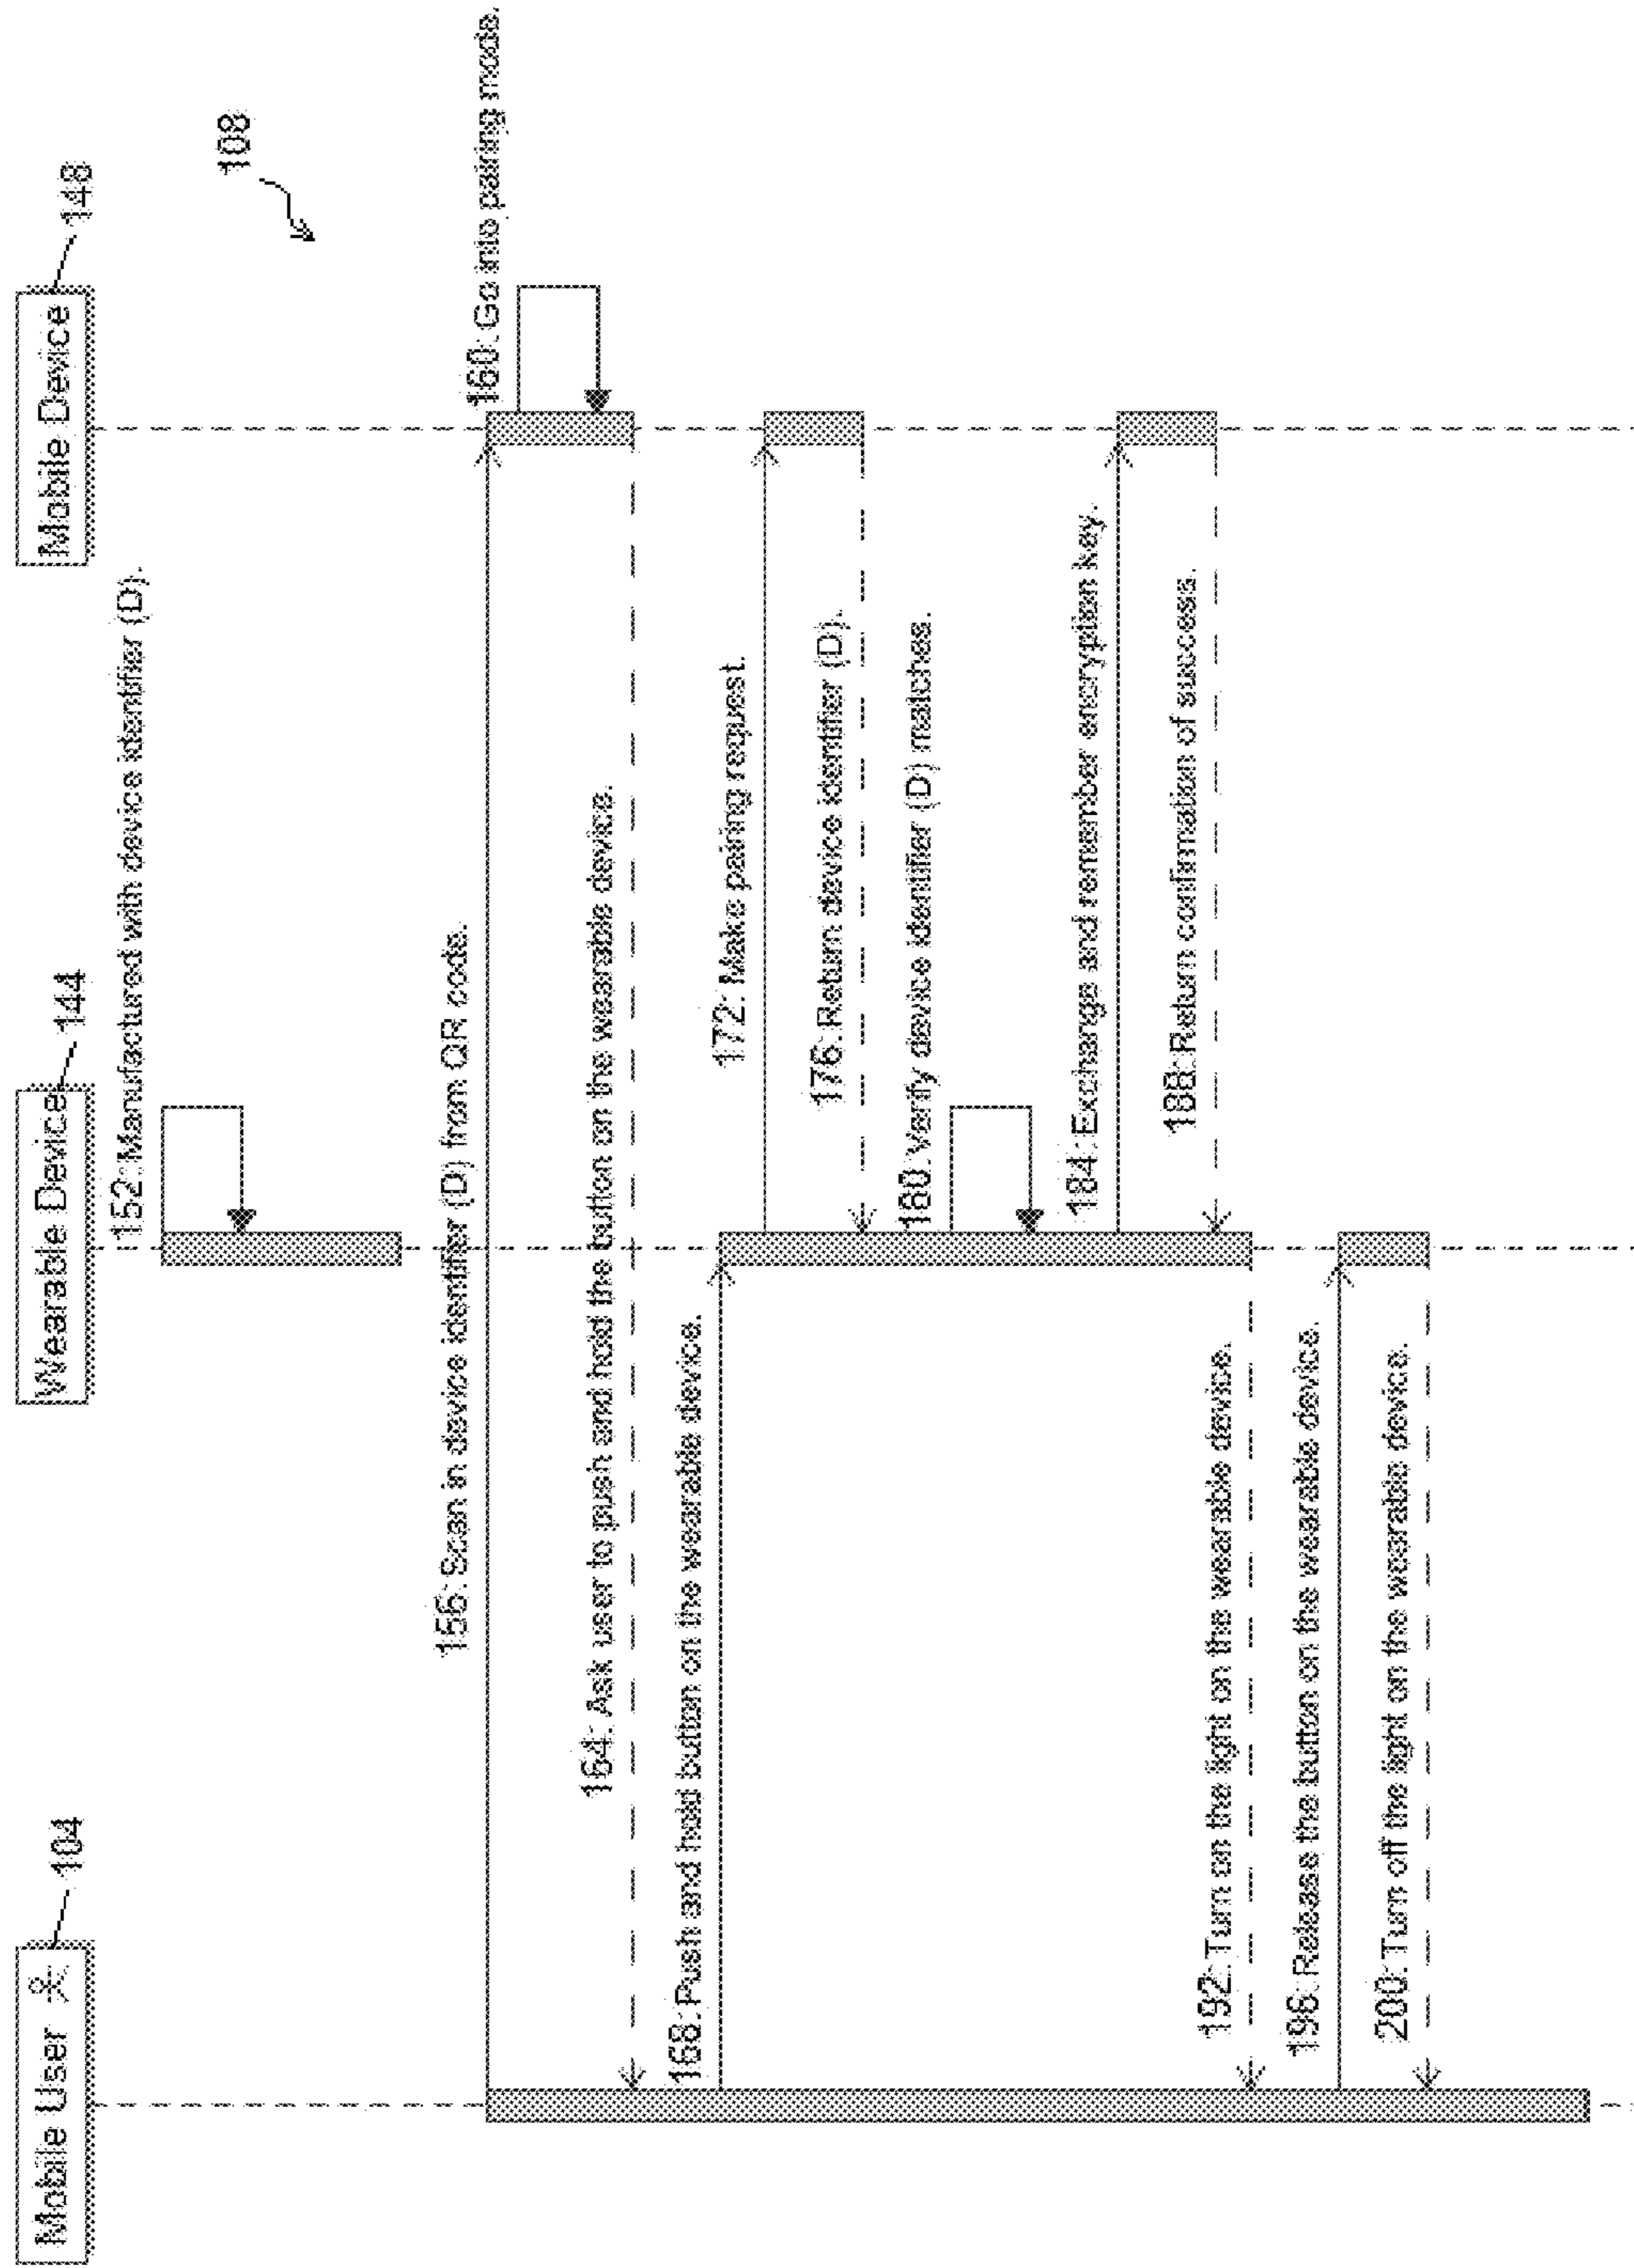 Mobile User
104
Wearable Device
144
Mobile Device
148
108
152: Manufactured with device identifier (D).
156: Scan in device identifier (D) from QR code.
160: Go into pairing mode.
164: Ask user to push and hold the button on the wearable device.
168: Push and hold button on the wearable device.
172: Make pairing request.
176: Return device identifier (D).
180: Verify device identifier (D) matches.
184: Exchange and remember encryption key.
188: Return confirmation of success.
192: Turn on the light on the wearable device.
196: Release the button on the wearable device.
200: Turn off the light on the wearable device.